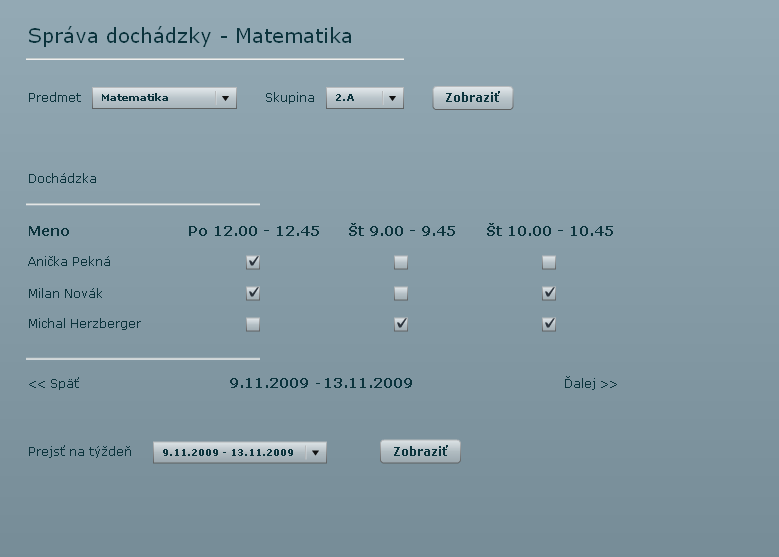 Správa dochádzky - Matematika
Predmet Matematika Skupina 2.A Zobraziť
Dochádzka
Meno Po 12.00 - 12.45 Št 9.00 - 9.45 Št 10.00 - 10.45
Anička Pekná
Milan Novák
Michal Herzberger
<< Späť 9.11.2009 -13.11.2009 Ďalej >>
Prejsť na týždeň 9.11.2009 - 13.11.2009 Zobraziť